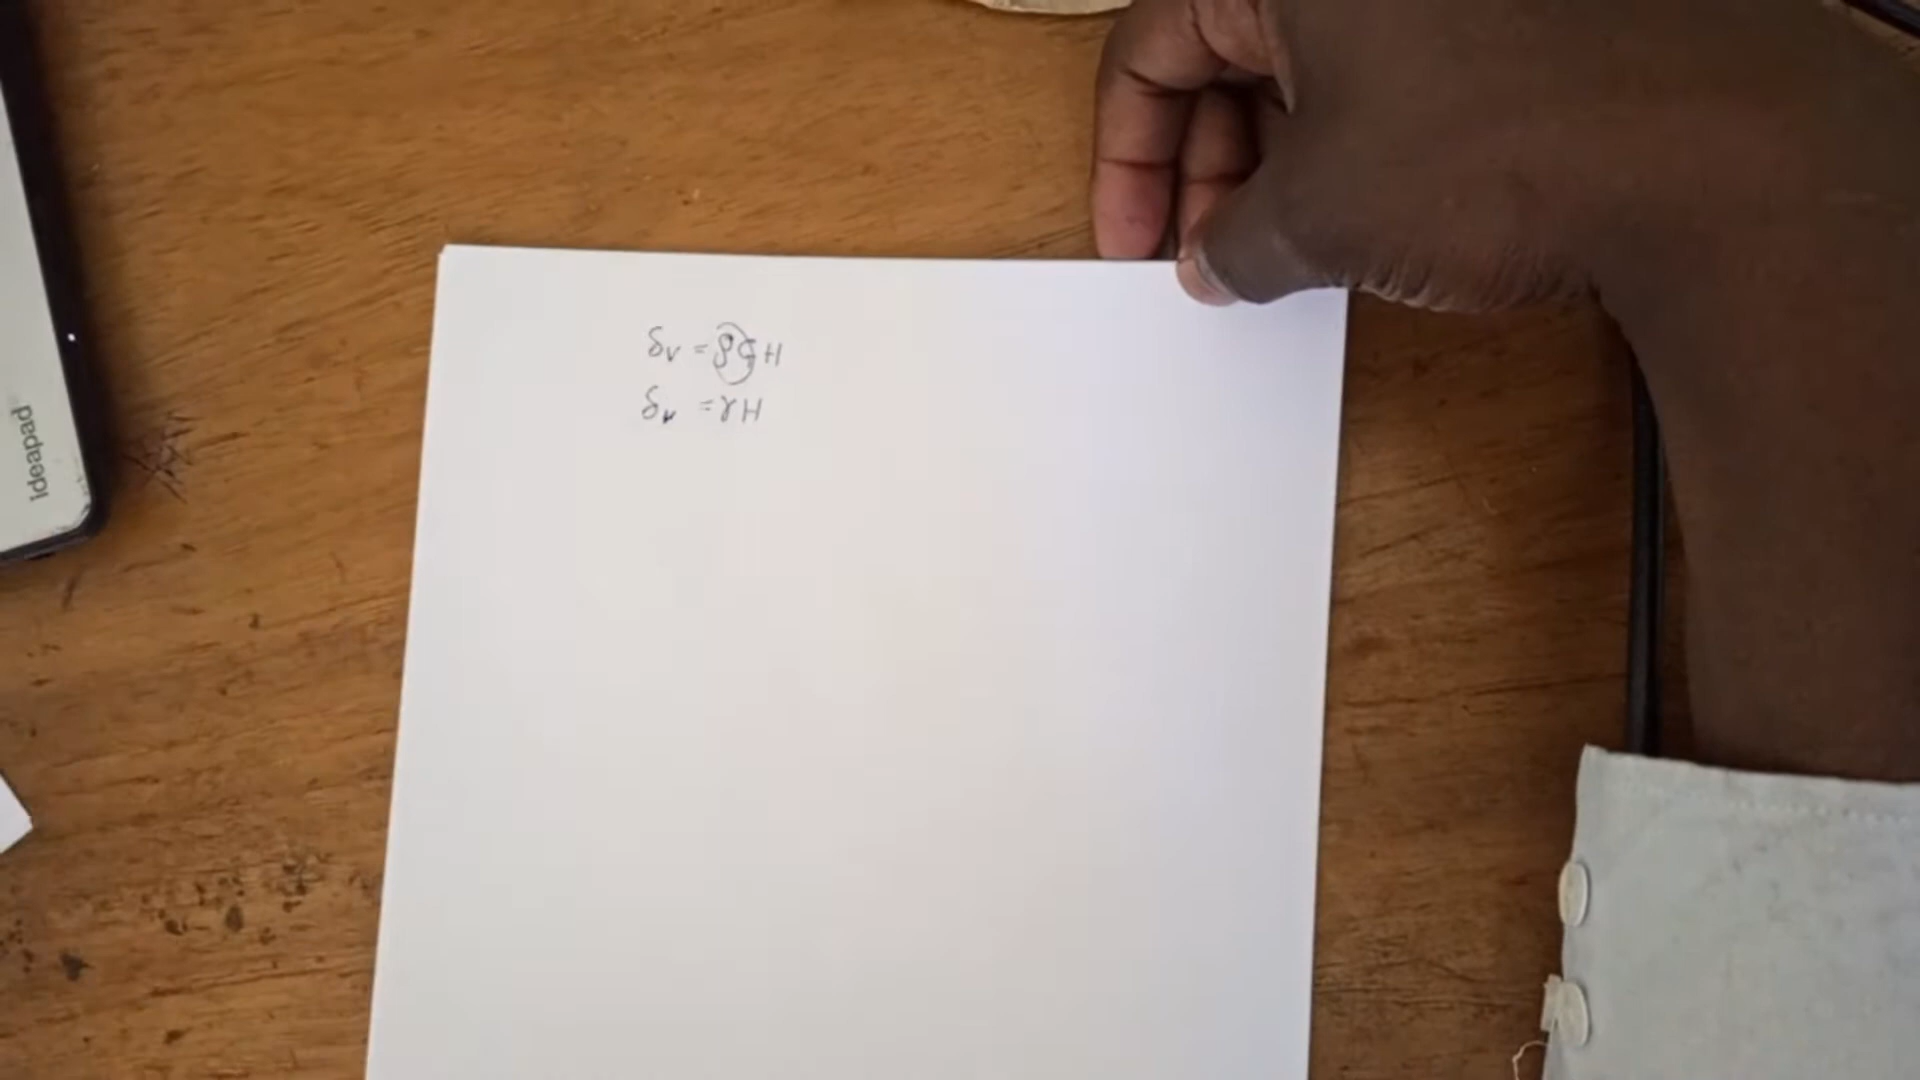 δv = ρGH
δv = γH
ideapad